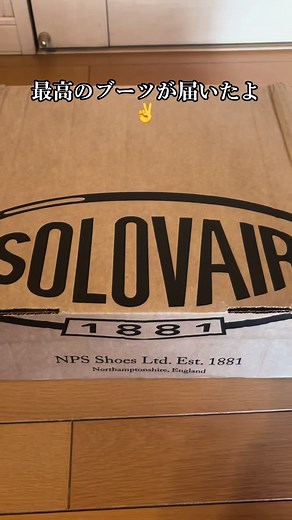 最高のブーツが届いたよ
✌️
SOLOVAIR
1881
NPS Shoes Ltd. Est. 1881
Northamptonshire, England